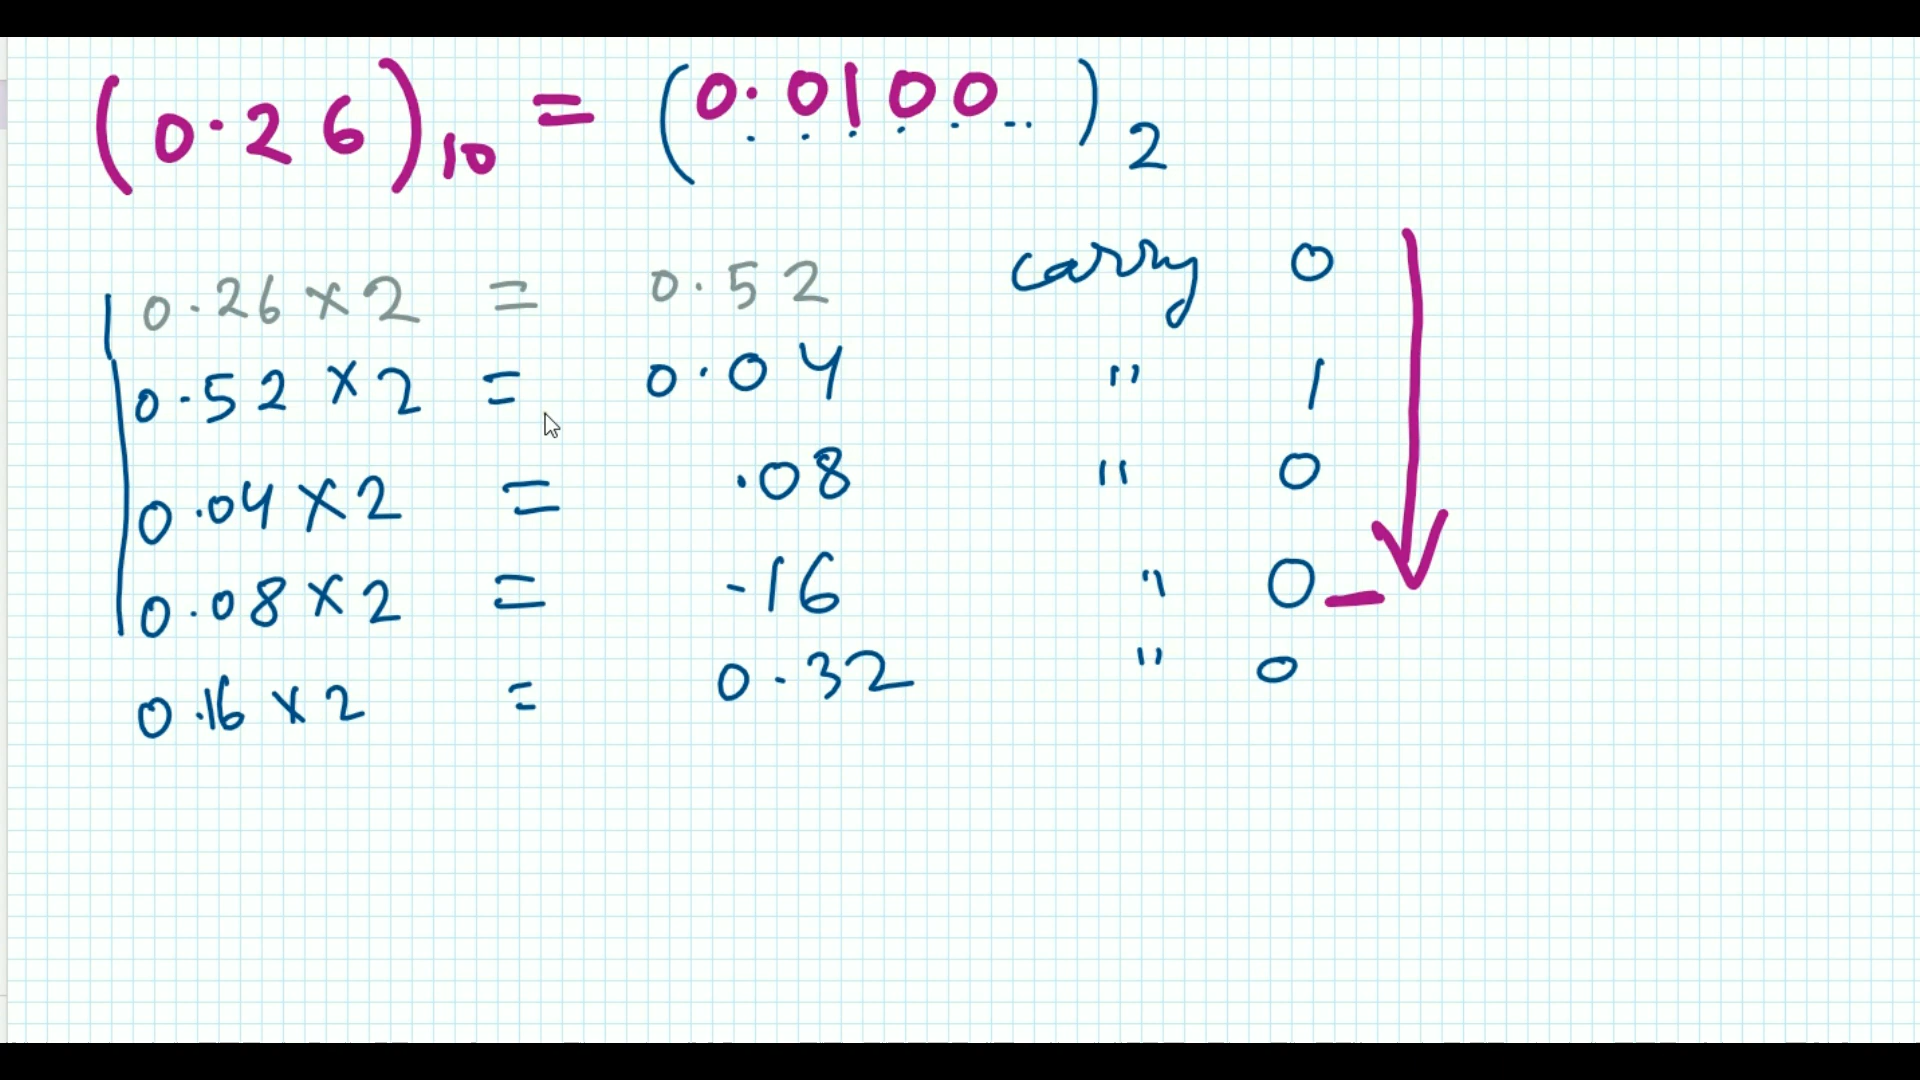 (0.26)10 = (0.0100...)2
0.26 × 2 = 0.52 carry 0
0.52 × 2 = 0.04 " 1
0.04 × 2 = .08 " 0
0.08 × 2 = .16 " 0
0.16 × 2 = 0.32 " 0